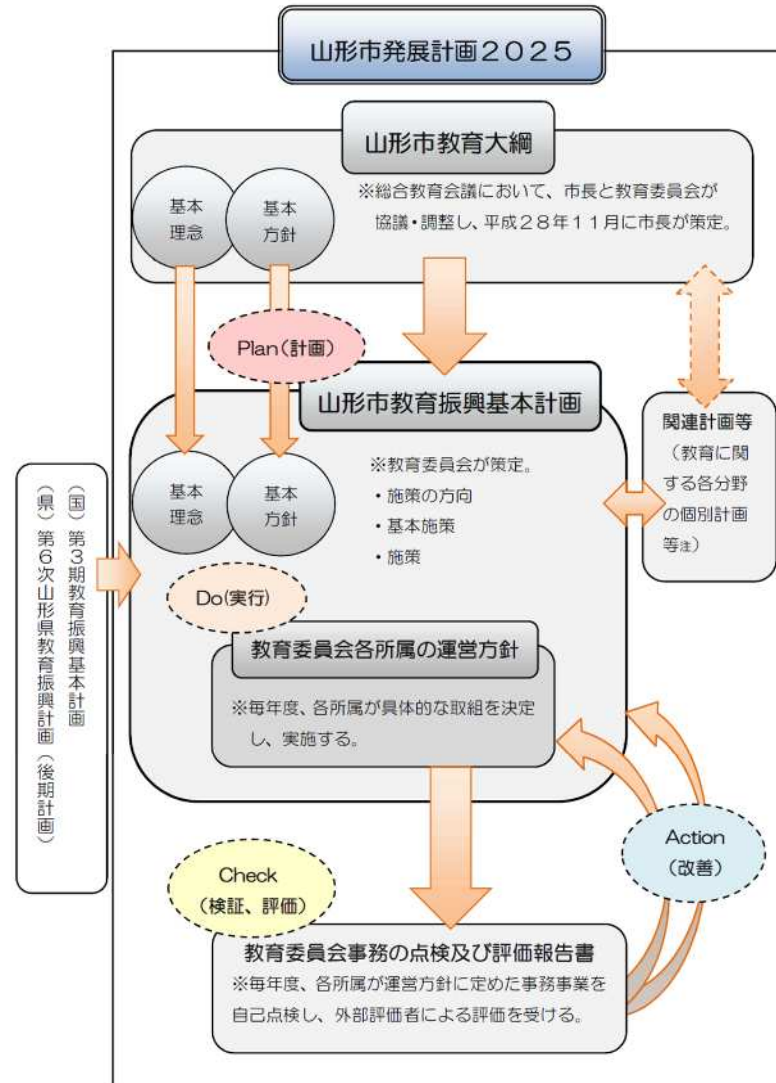 山形市発展計画2025
山形市教育大綱
基本
理念
基本
方針
※総合教育会議において、市長と教育委員会が
協議・調整し、平成28年11月に市長が策定。
Plan(計画)
山形市教育振興基本計画
関連計画等
（教育に関
する各分野
の個別計画
等注）
基本
理念
基本
方針
※教育委員会が策定。
・施策の方向
・基本施策
・施策
（国）第3期教育振興基本計画
（県）第6次山形県教育振興計画（後期計画）
Do(実行)
教育委員会各所属の運営方針
※毎年度、各所属が具体的な取組を決定
し、実施する。
Action
(改善)
Check
(検証、評価)
教育委員会事務の点検及び評価報告書
※毎年度、各所属が運営方針に定めた事務事業を
自己点検し、外部評価者による評価を受ける。